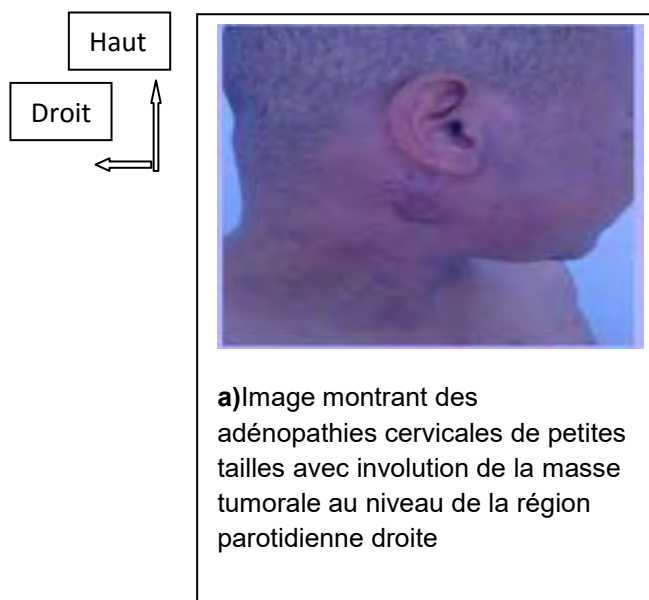 Haut
Droit
a)Image montrant des
adénopathies cervicales de petites
tailles avec involution de la masse
tumorale au niveau de la région
parotidienne droite